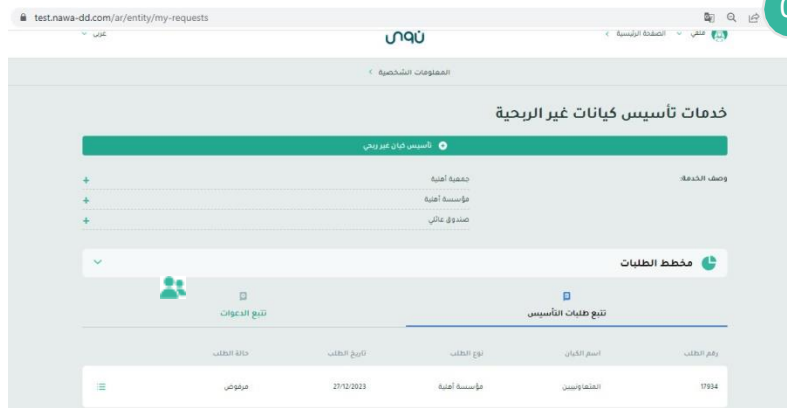 test.nawa-dd.com/ar/entity/my-requests
نوى
الصفحة الرئيسية
عربي
المعلومات الشخصية
خدمات تأسيس كيانات غير الربحية
تأسيس كيان غير ربحي
وصف الخدمة:
جمعية أهلية
مؤسسة أهلية
صندوق عائلي
مخطط الطلبات
تتبع طلبات التأسيس
تتبع الدعوات
رقم الطلب اسم الكيان نوع الطلب تاريخ الطلب حالة الطلب
17934 المتعاونيين مؤسسة أهلية 27/12/2023 مرفوض